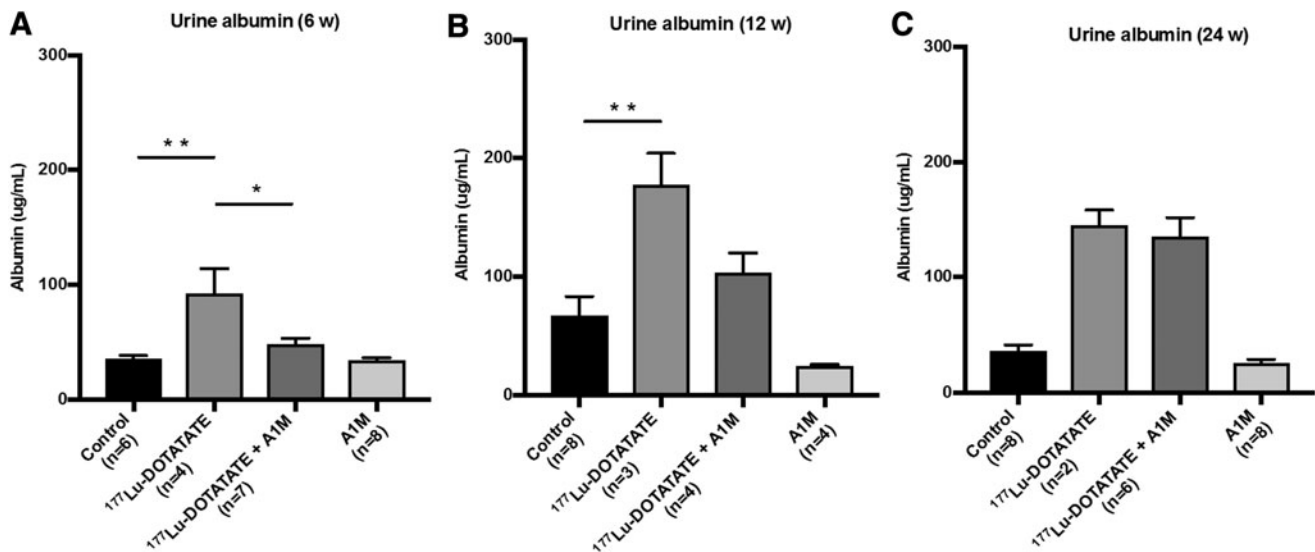 A
Urine albumin (6 w)
Albumin (ug/mL)
300
200
100
0
* *
*
Control
(n=6)
¹⁷⁷Lu-DOTATATE
(n=4)
¹⁷⁷Lu-DOTATATE + A1M
(n=7)
A1M
(n=8)
B
Urine albumin (12 w)
Albumin (ug/mL)
300
200
100
0
* *
Control
(n=8)
¹⁷⁷Lu-DOTATATE
(n=3)
¹⁷⁷Lu-DOTATATE + A1M
(n=4)
A1M
(n=4)
C
Urine albumin (24 w)
Albumin (ug/mL)
300
200
100
0
Control
(n=8)
¹⁷⁷Lu-DOTATATE
(n=2)
¹⁷⁷Lu-DOTATATE + A1M
(n=6)
A1M
(n=8)